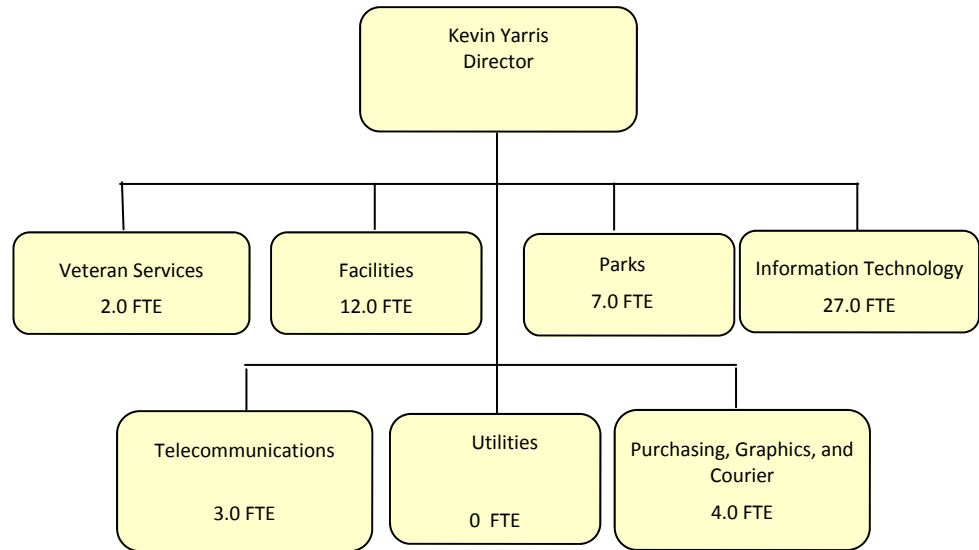 Kevin Yarris
Director
Veteran Services
2.0 FTE
Facilities
12.0 FTE
Parks
7.0 FTE
Information Technology
27.0 FTE
Telecommunications
3.0 FTE
Utilities
0 FTE
Purchasing, Graphics, and
Courier
4.0 FTE